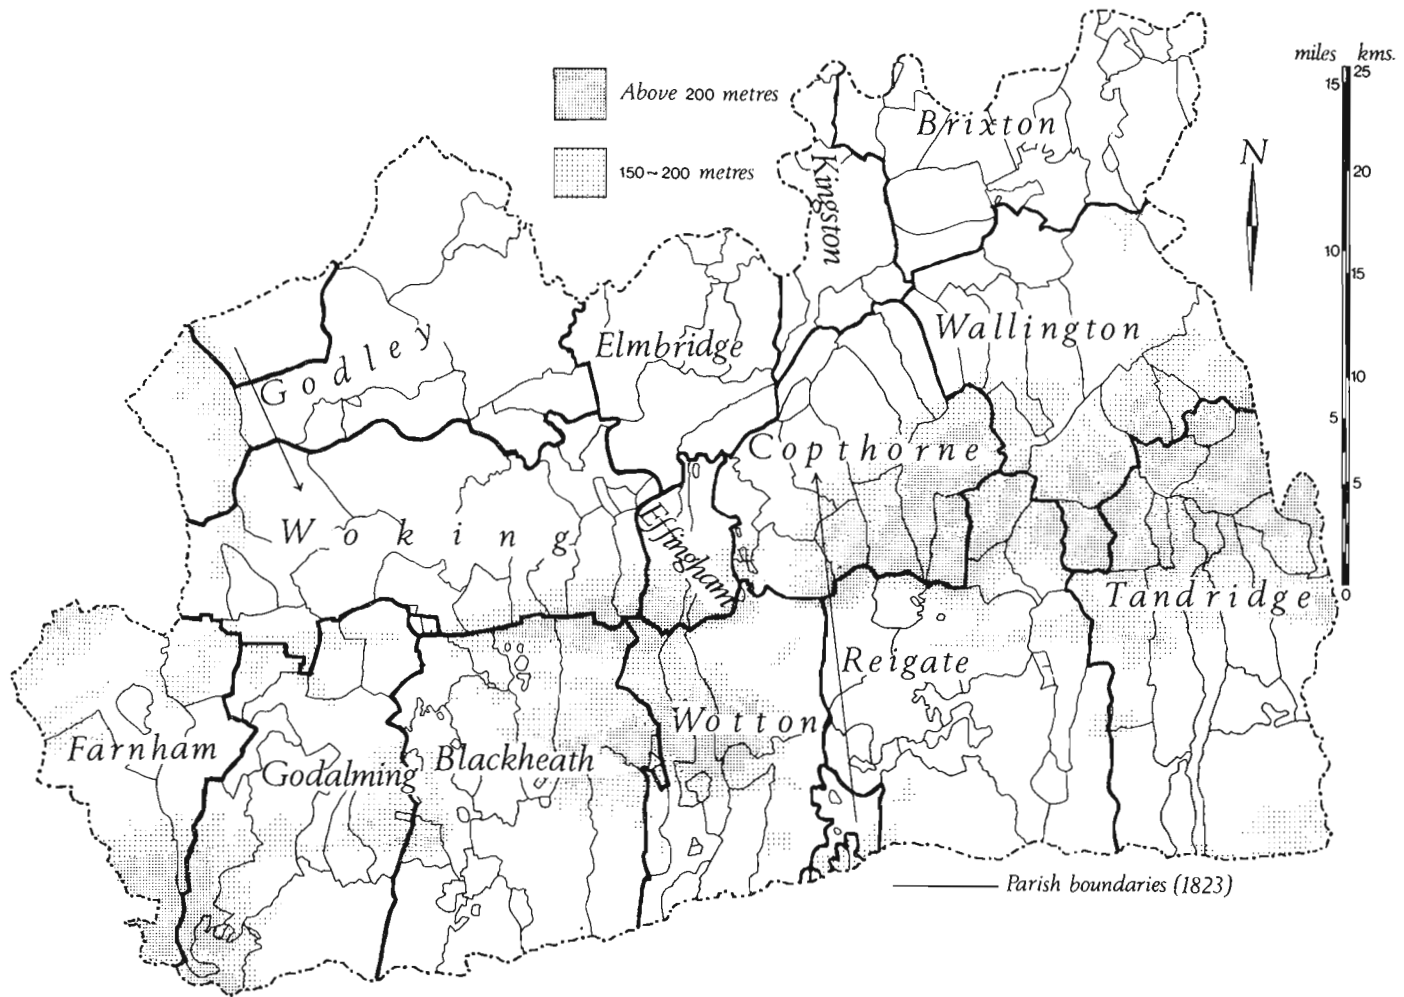 miles kms.
15 25
Above 200 metres
Brixton
N
150~200 metres
20
Kingston
10 15
Elmbridge
Wallington
Godley
10
5
Copthorne
5
Woking
Effingham
0
Tandridge
Reigate
Wotton
Farnham
Godalming
Blackheath
Parish boundaries (1823)